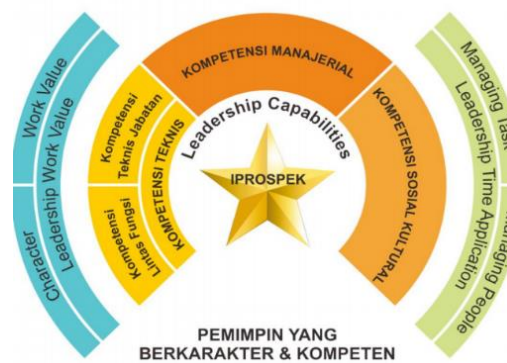 Work Value
Character
Leadership Work Value
Kompetensi
Teknis Jabatan
Kompetensi
Lintas Fungsi
KOMPETENSI TEKNIS
KOMPETENSI MANAJERIAL
KOMPETENSI SOSIAL KULTURAL
Leadership Capabilities
IPROSPEK
Managing Task
Managing People
Leadership Time Application
PEMIMPIN YANG
BERKARAKTER & KOMPETEN